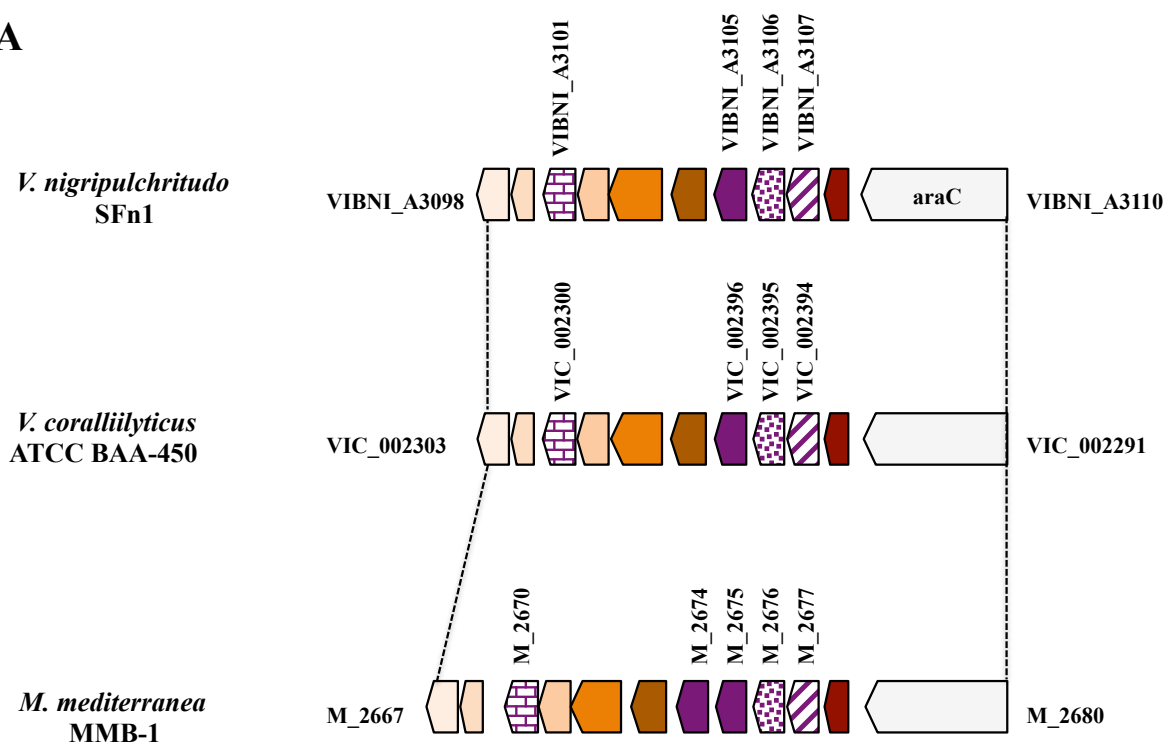 A
VIBNI_A3101
VIBNI_A3105
VIBNI_A3106
VIBNI_A3107
V. nigripulchritudo
SFn1
VIBNI_A3098
araC
VIBNI_A3110
VIC_002300
VIC_002396
VIC_002395
VIC_002394
V. coralliilyticus
ATCC BAA-450
VIC_002303
VIC_002291
M_2670
M_2674
M_2675
M_2676
M_2677
M. mediterranea
MMB-1
M_2667
M_2680